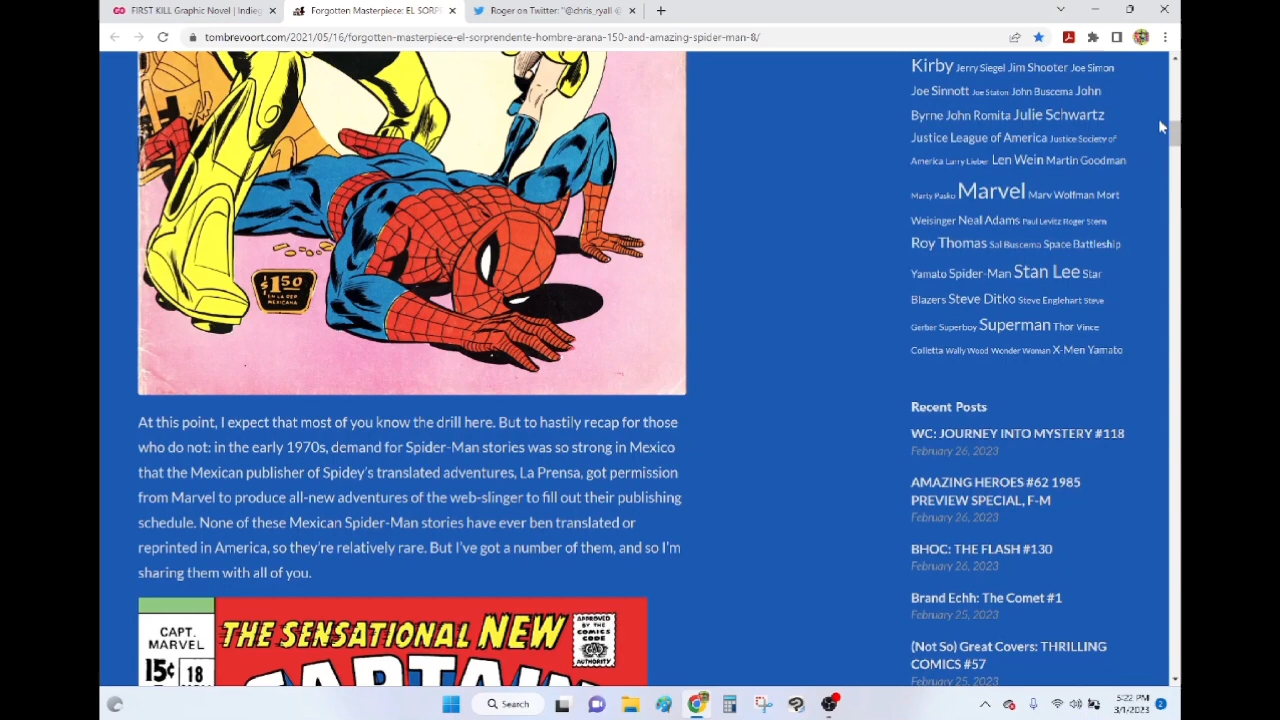 FIRST KILL Graphic Novel | Indieg
Forgotten Masterpiece: EL SORPR
Roger on Twitter: "@chris_ryall @
tombrevoort.com/2021/05/16/forgotten-masterpiece-el-sorprendente-hombre-arana-150-and-amazing-spider-man-8/
$1.50
EN LA REP.
MEXICANA
At this point, I expect that most of you know the drill here. But to hastily recap for those
who do not: in the early 1970s, demand for Spider-Man stories was so strong in Mexico
that the Mexican publisher of Spidey's translated adventures, La Prensa, got permission
from Marvel to produce all-new adventures of the web-slinger to fill out their publishing
schedule. None of these Mexican Spider-Man stories have ever ben translated or
reprinted in America, so they're relatively rare. But I've got a number of them, and so I'm
sharing them with all of you.
CAPT.
MARVEL
15¢ 18
THE SENSATIONAL NEW
CAPTAIN
APPROVED
BY THE
COMICS
CODE
AUTHORITY
Kirby Jerry Siegel Jim Shooter Joe Simon
Joe Sinnott Joe Staton John Buscema John
Byrne John Romita Julie Schwartz
Justice League of America Justice Society of
America Larry Lieber Len Wein Martin Goodman
Marty Pasko Marvel Marv Wolfman Mort
Weisinger Neal Adams Paul Levitz Roger Stern
Roy Thomas Sal Buscema Space Battleship
Yamato Spider-Man Stan Lee Star
Blazers Steve Ditko Steve Englehart Steve
Gerber Superboy Superman Thor Vince
Colletta Wally Wood Wonder Woman X-Men Yamato
Recent Posts
WC: JOURNEY INTO MYSTERY #118
February 26, 2023
AMAZING HEROES #62 1985
PREVIEW SPECIAL, F-M
February 26, 2023
BHOC: THE FLASH #130
February 26, 2023
Brand Echh: The Comet #1
February 25, 2023
(Not So) Great Covers: THRILLING
COMICS #57
February 25, 2023
Search
5:22 PM
3/1/2023
2